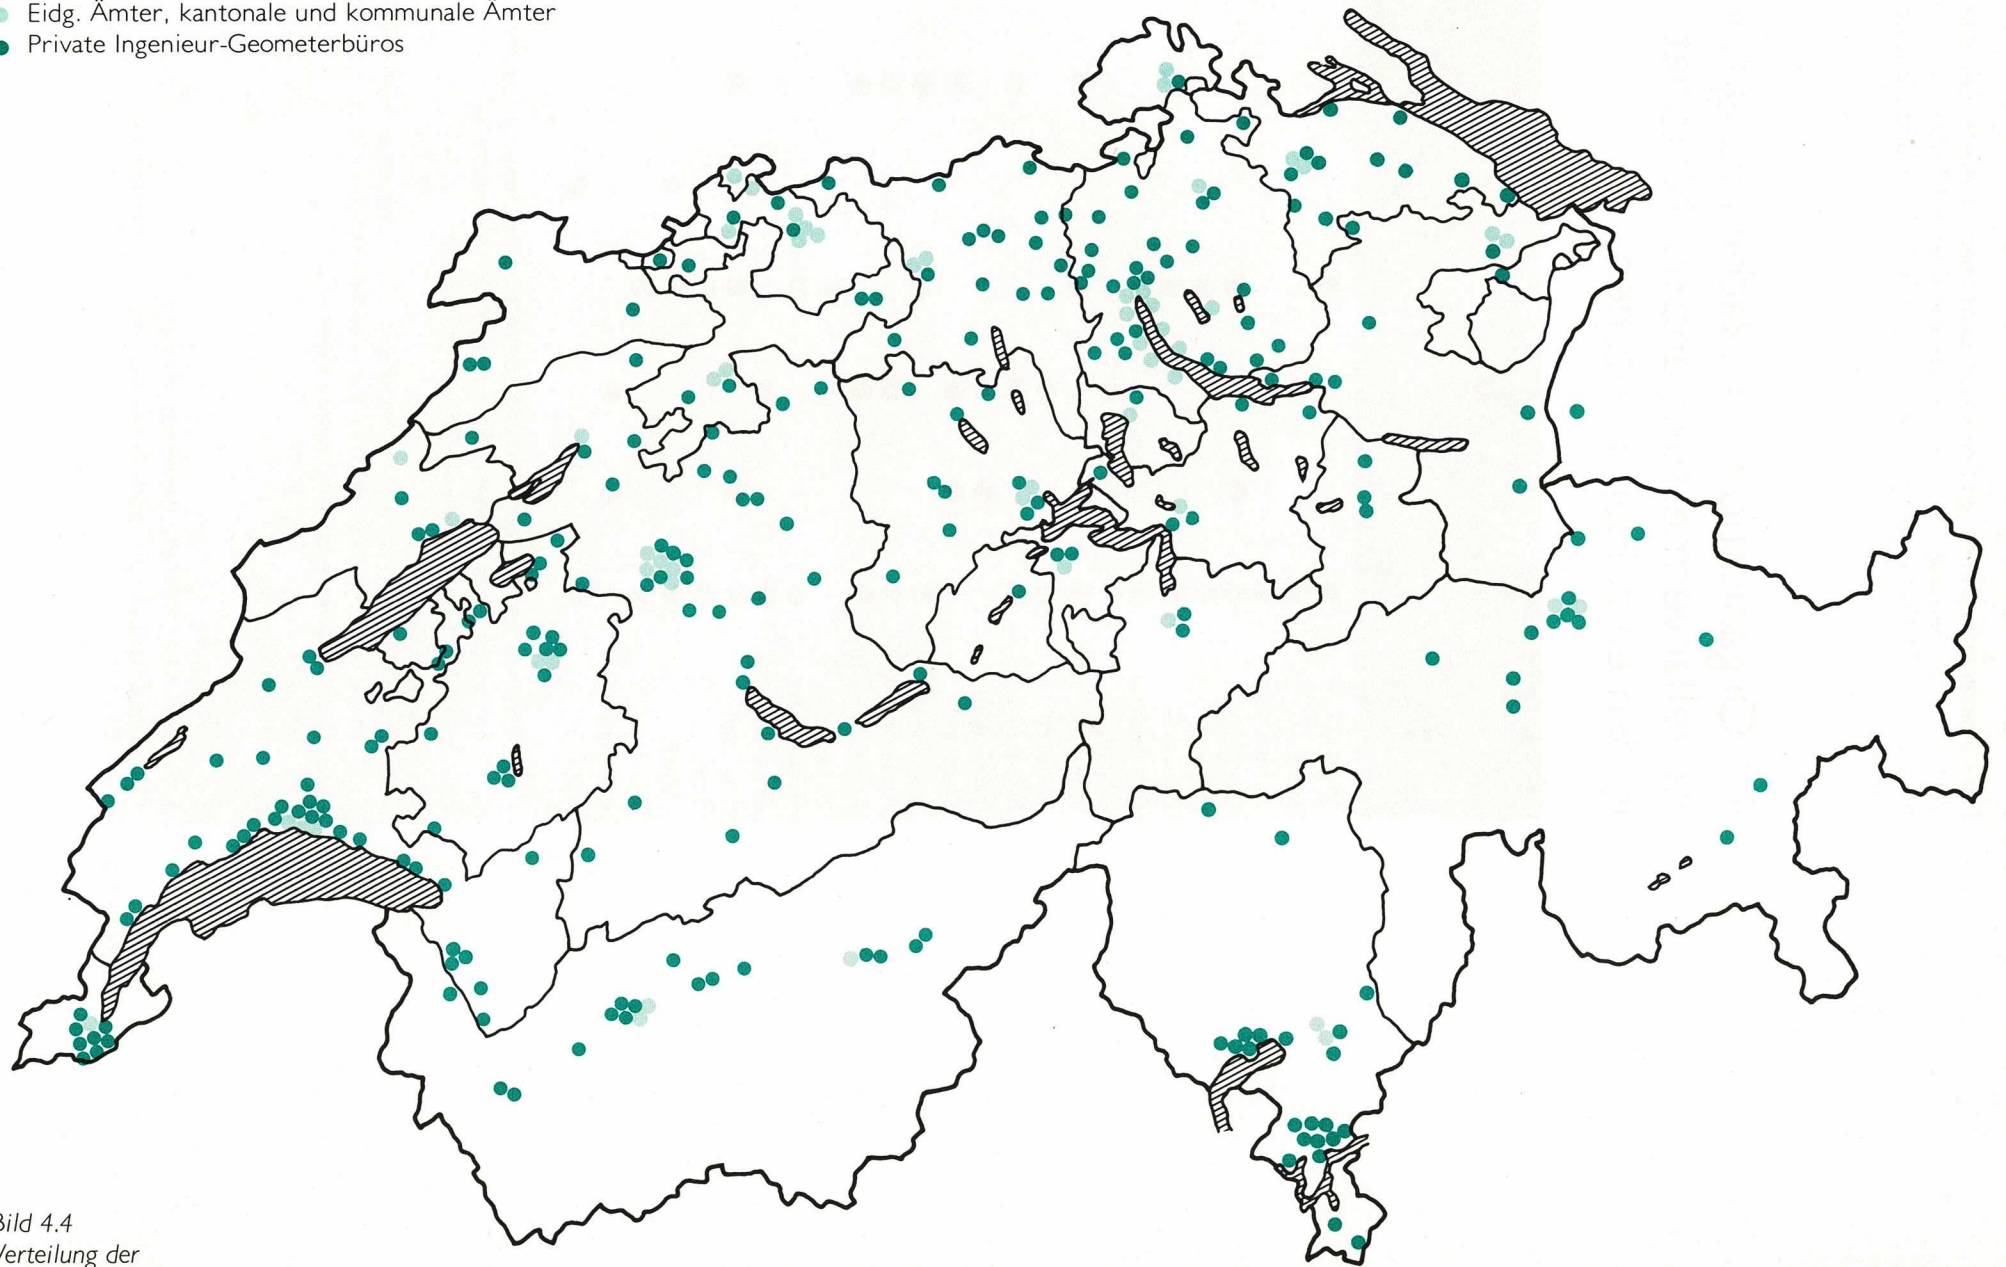 Eidg. Ämter, kantonale und kommunale Ämter
Private Ingenieur-Geometerbüros
Bild 4.4
Verteilung der